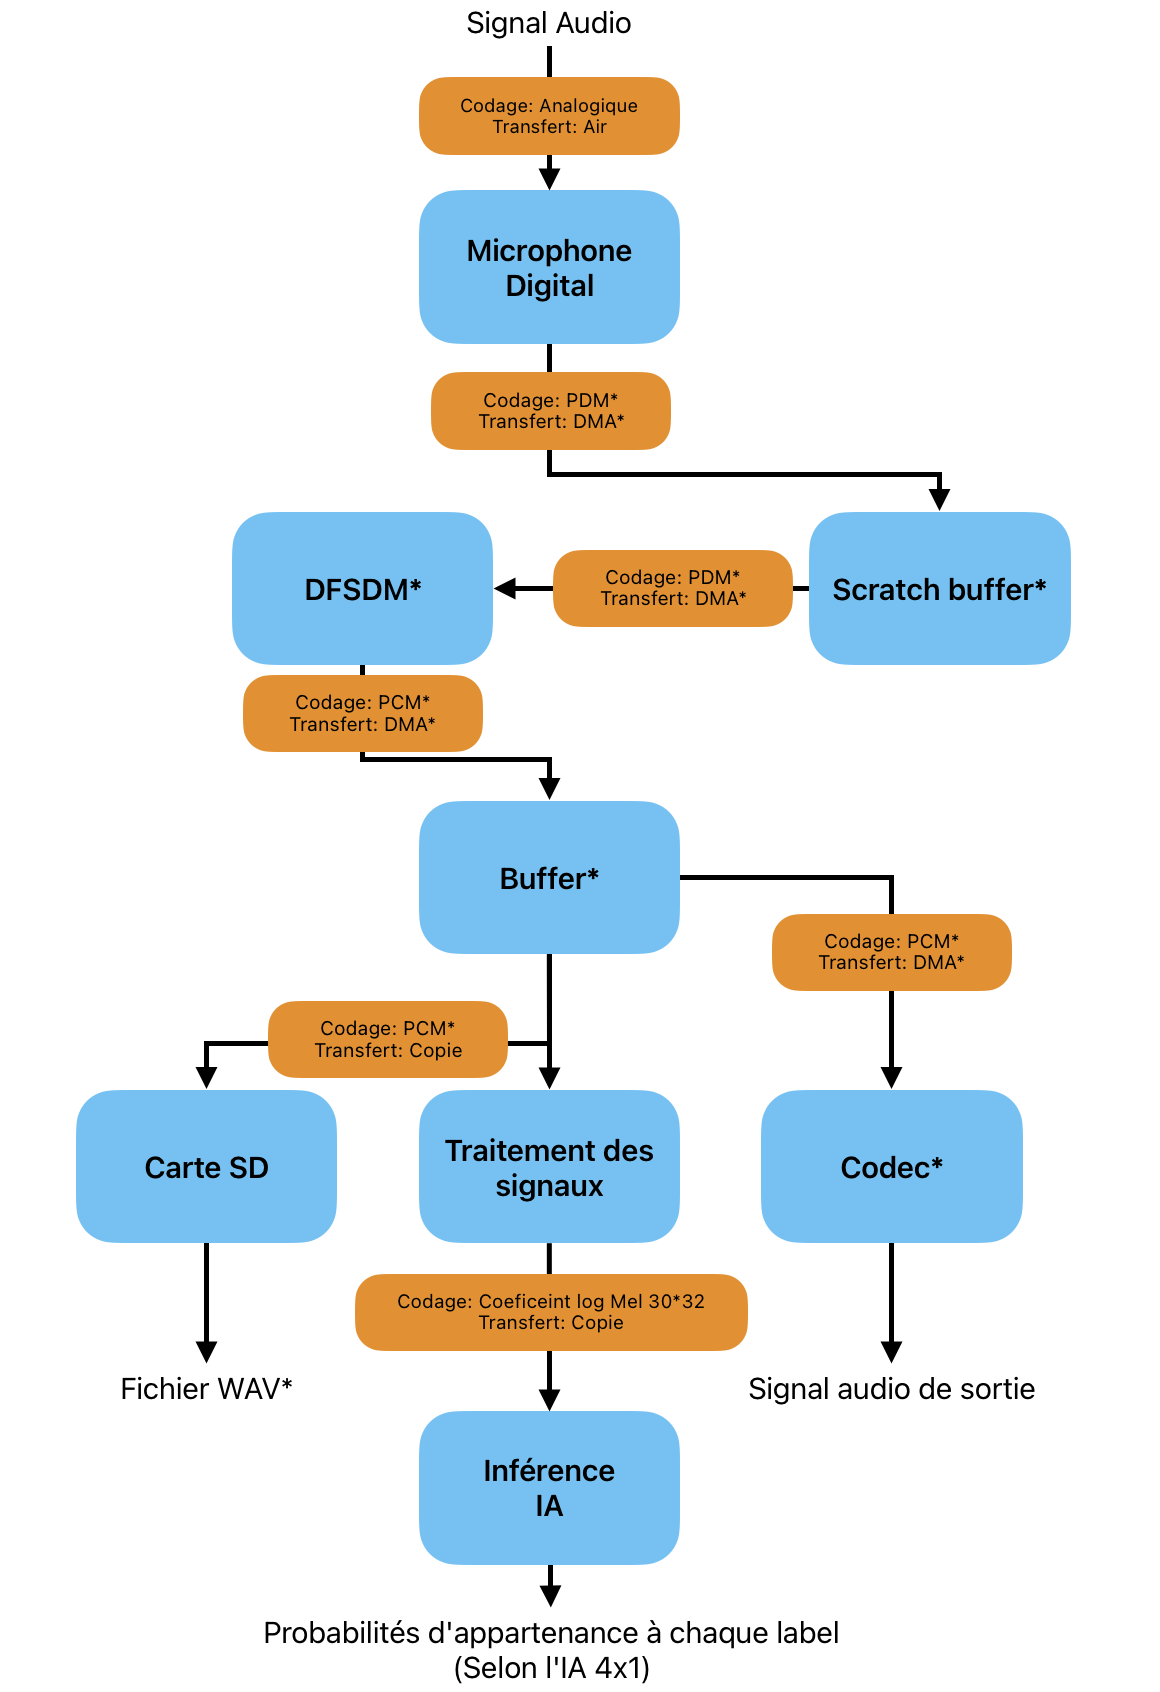 Signal Audio
Codage: Analogique
Transfert: Air
Microphone
Digital
Codage: PDM*
Transfert: DMA*
DFSDM*
Codage: PDM*
Transfert: DMA*
Scratch buffer*
Codage: PCM*
Transfert: DMA*
Buffer*
Codage: PCM*
Transfert: DMA*
Codage: PCM*
Transfert: Copie
Carte SD
Traitement des
signaux
Codec*
Codage: Coeficeint log Mel 30*32
Transfert: Copie
Fichier WAV*
Signal audio de sortie
Inférence
IA
Probabilités d'appartenance à chaque label
(Selon l'IA 4x1)